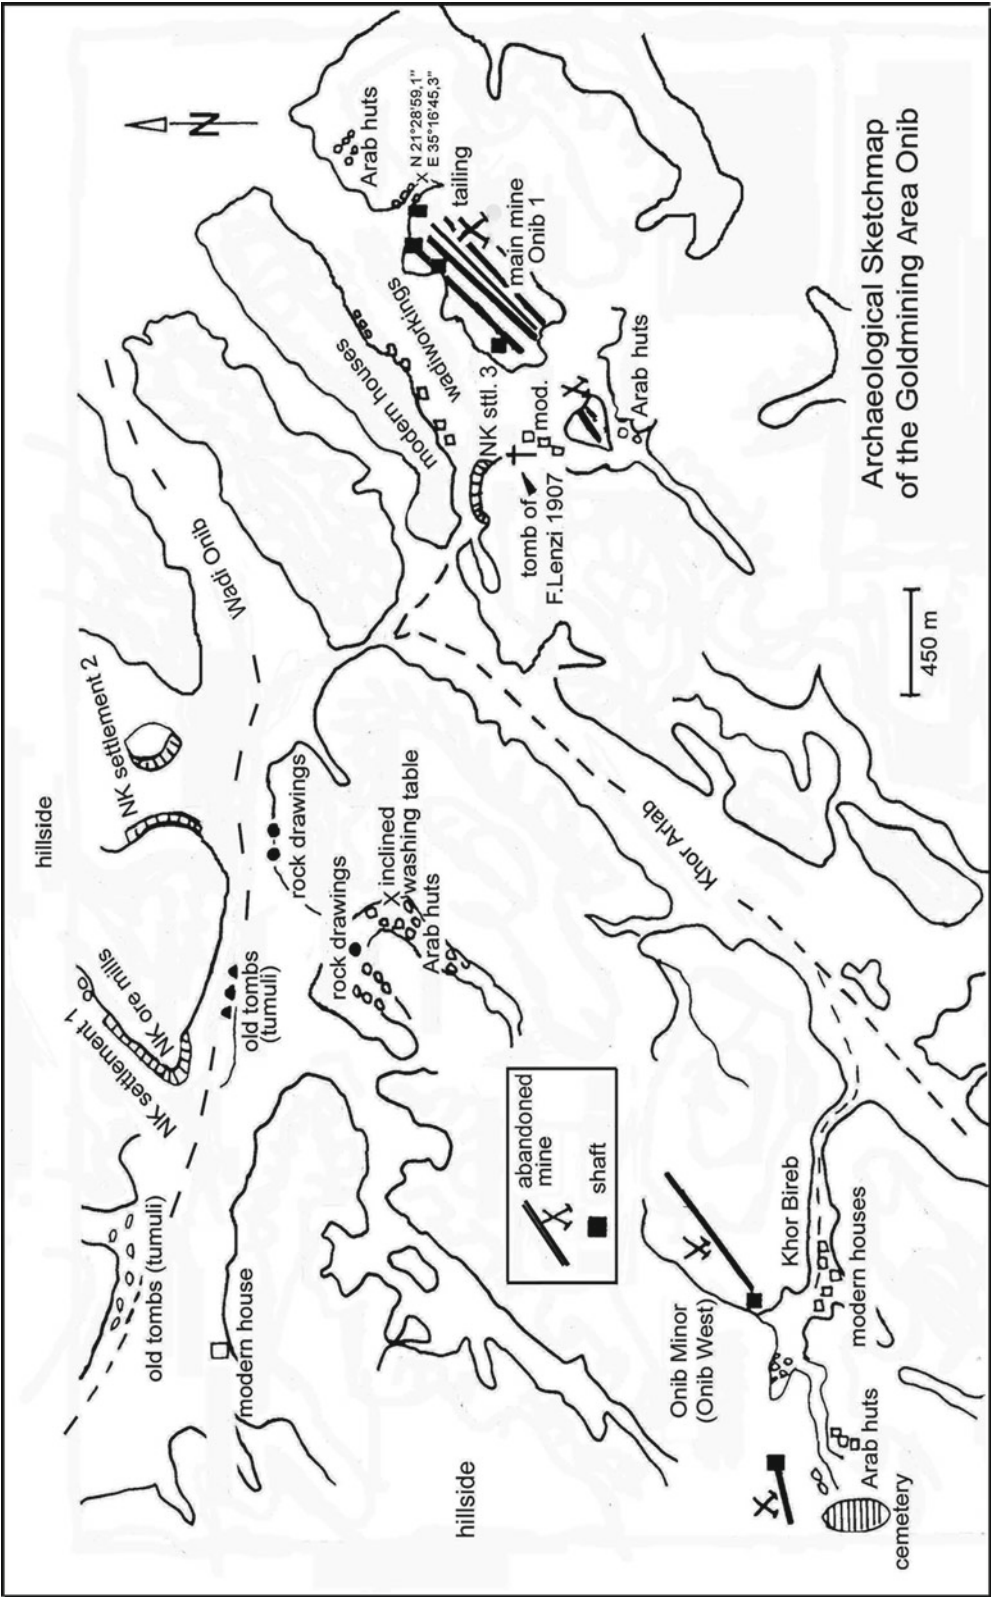 hillside
NK settlement 2
NK ore mills
NK settlement 1
old tombs (tumuli)
old tombs
(tumuli)
modern house
rock drawings
rock drawings
X inclined
washing table
Arab huts
Wadi Onib
N
Arab huts
X N 21°28'59,1"
E 35°16'45,3"
tailing
main mine
Onib 1
modern houses
wadiworkings
NK sttl. 3
mod.
tomb of
F.Lenzi 1907
Arab huts
Khor Arlab
abandoned
mine
shaft
hillside
Onib Minor
(Onib West)
Khor Bireb
modern houses
Arab huts
cemetery
450 m
Archaeological Sketchmap
of the Goldmining Area Onib